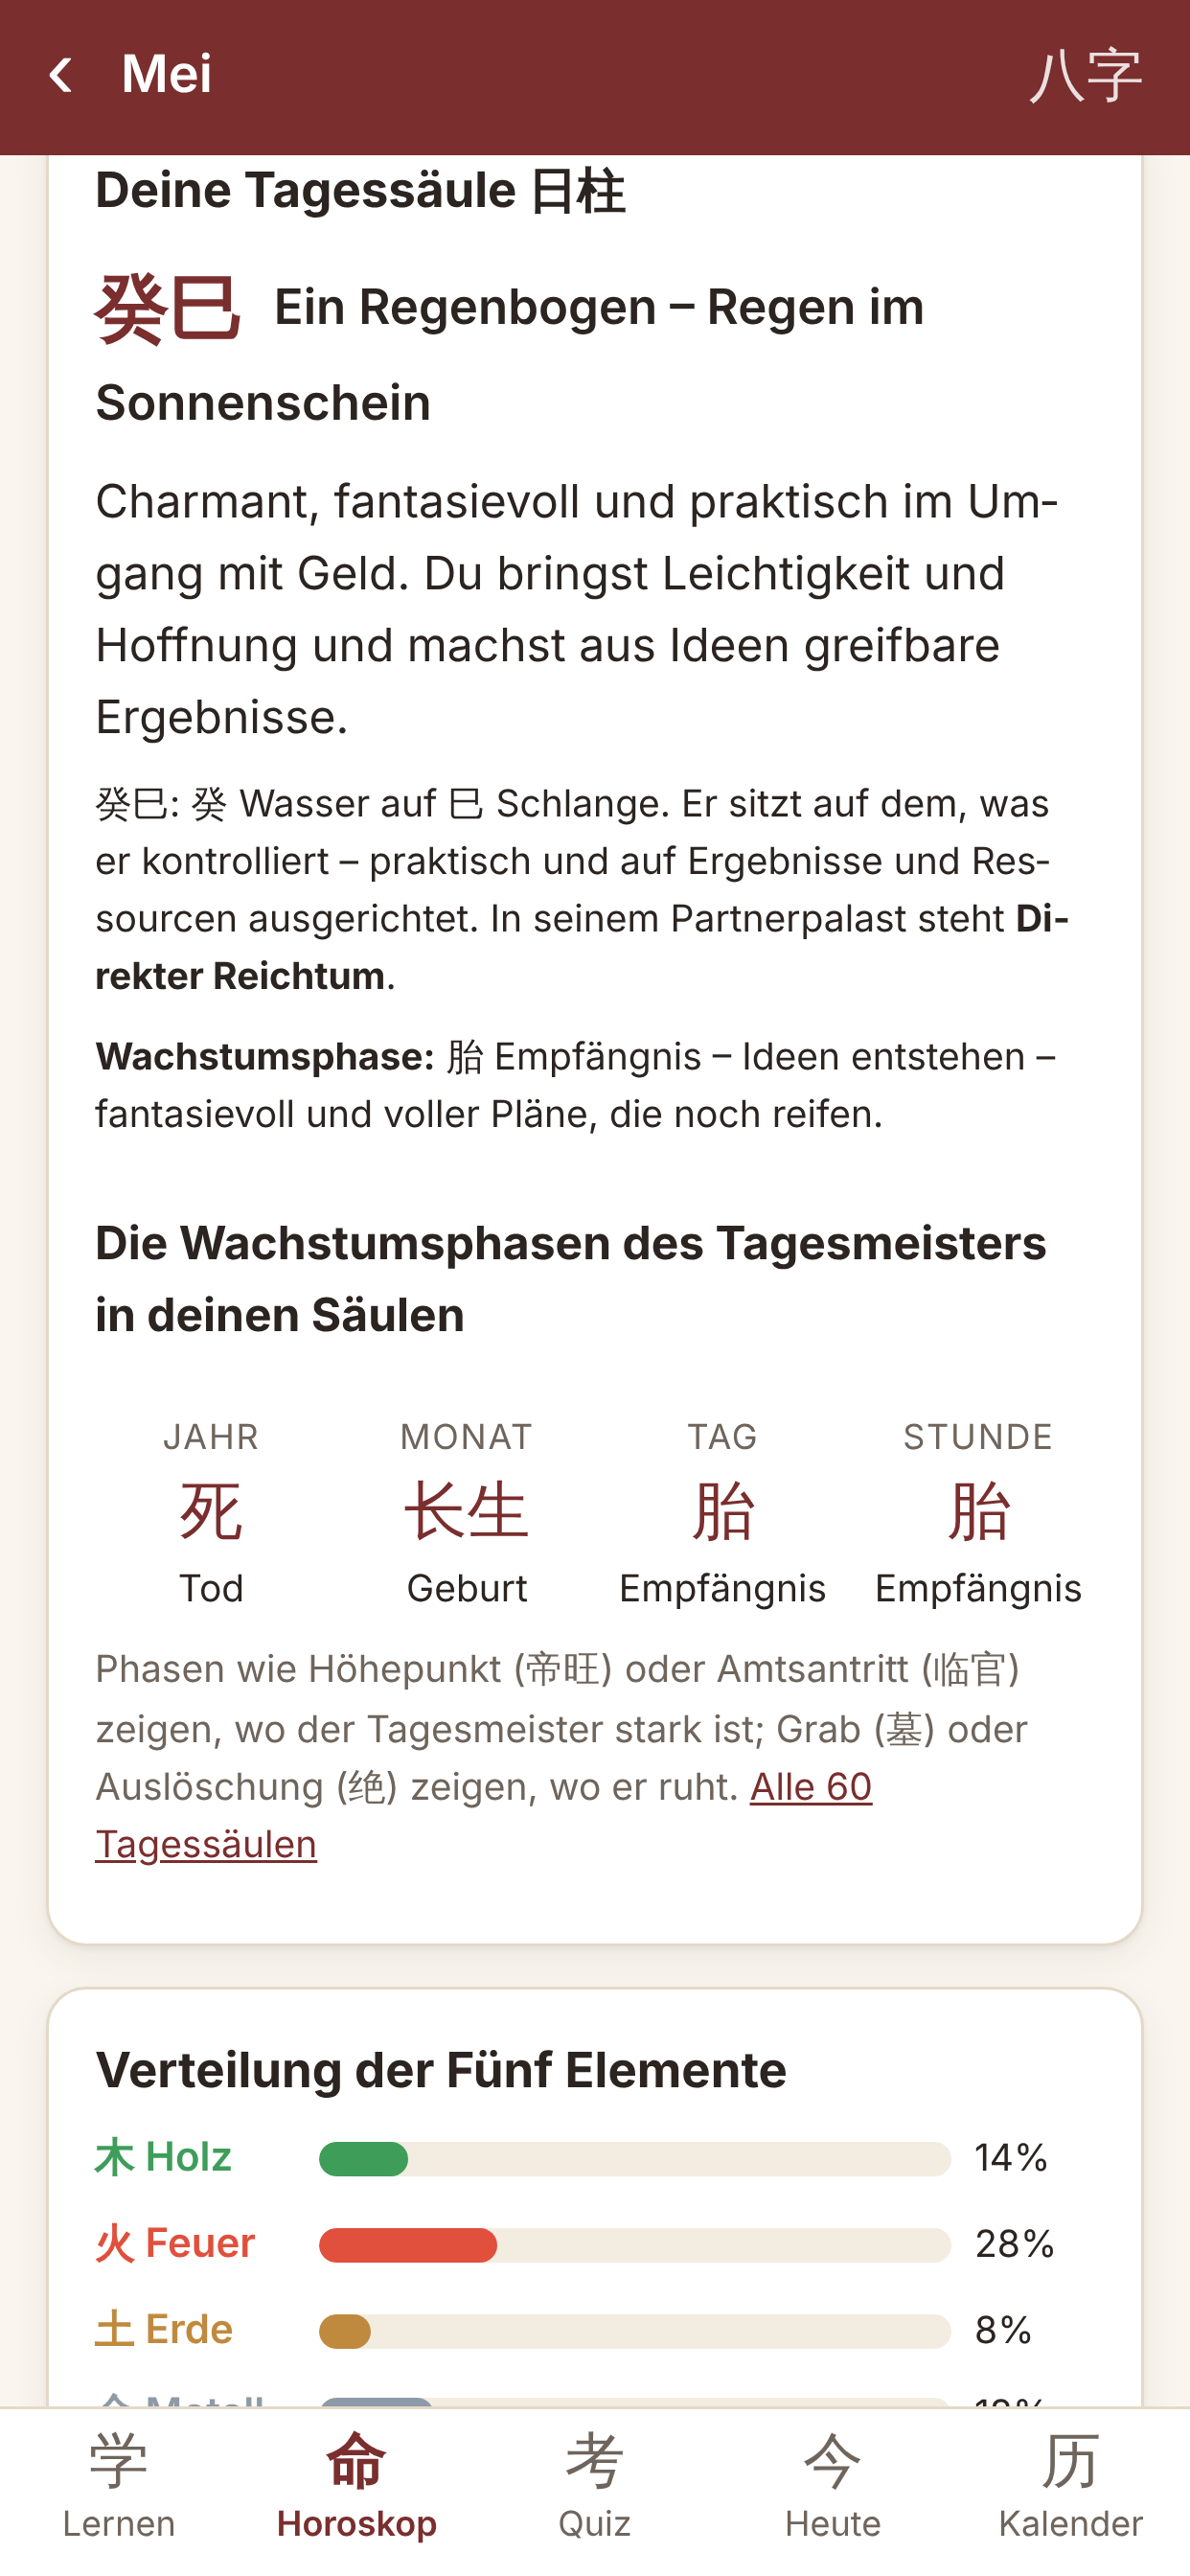 Mei
八字
Deine Tagessäule 日柱
癸巳 Ein Regenbogen – Regen im
Sonnenschein
Charmant, fantasievoll und praktisch im Um-
gang mit Geld. Du bringst Leichtigkeit und
Hoffnung und machst aus Ideen greifbare
Ergebnisse.
癸巳: 癸 Wasser auf 巳 Schlange. Er sitzt auf dem, was
er kontrolliert – praktisch und auf Ergebnisse und Res-
sourcen ausgerichtet. In seinem Partnerpalast steht Di-
rekter Reichtum.
Wachstumsphase: 胎 Empfängnis – Ideen entstehen –
fantasievoll und voller Pläne, die noch reifen.
Die Wachstumsphasen des Tagesmeisters
in deinen Säulen
JAHR MONAT TAG STUNDE
死 长生 胎 胎
Tod Geburt Empfängnis Empfängnis
Phasen wie Höhepunkt (帝旺) oder Amtsantritt (临官)
zeigen, wo der Tagesmeister stark ist; Grab (墓) oder
Auslöschung (绝) zeigen, wo er ruht. Alle 60
Tagessäulen
Verteilung der Fünf Elemente
木 Holz 14%
火 Feuer 28%
土 Erde 8%
学 命 考 今 历
Lernen Horoskop Quiz Heute Kalender